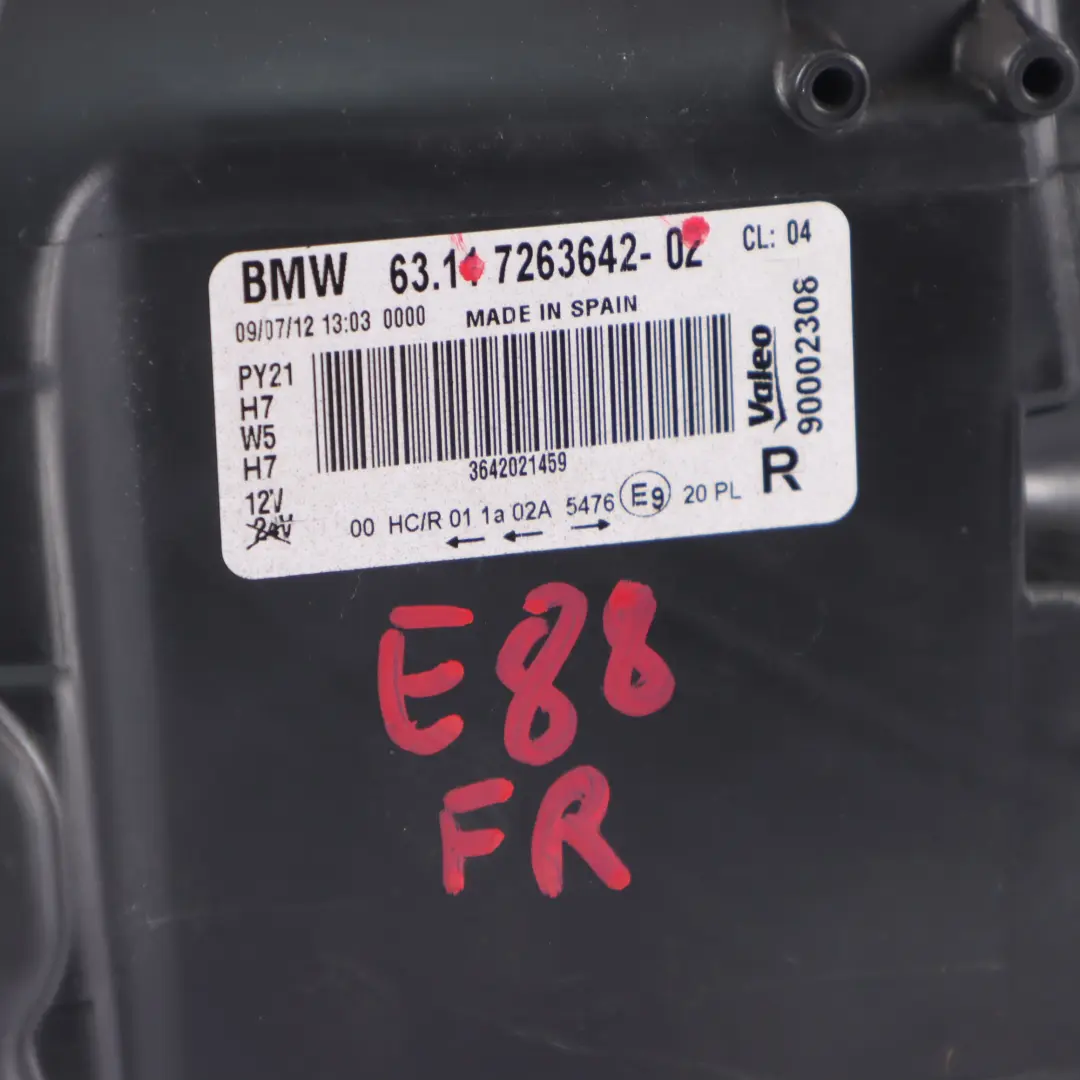 BMW 63.11 7263642- 02 CL: 04
09/07/12 13:03 0000 MADE IN SPAIN
PY21
H7
W5
H7
12V
24V
3642021459
Valeo
90002308
R
00 HC/R 01 1a 02A 5476 E9 20 PL
← ← →
E88
FR